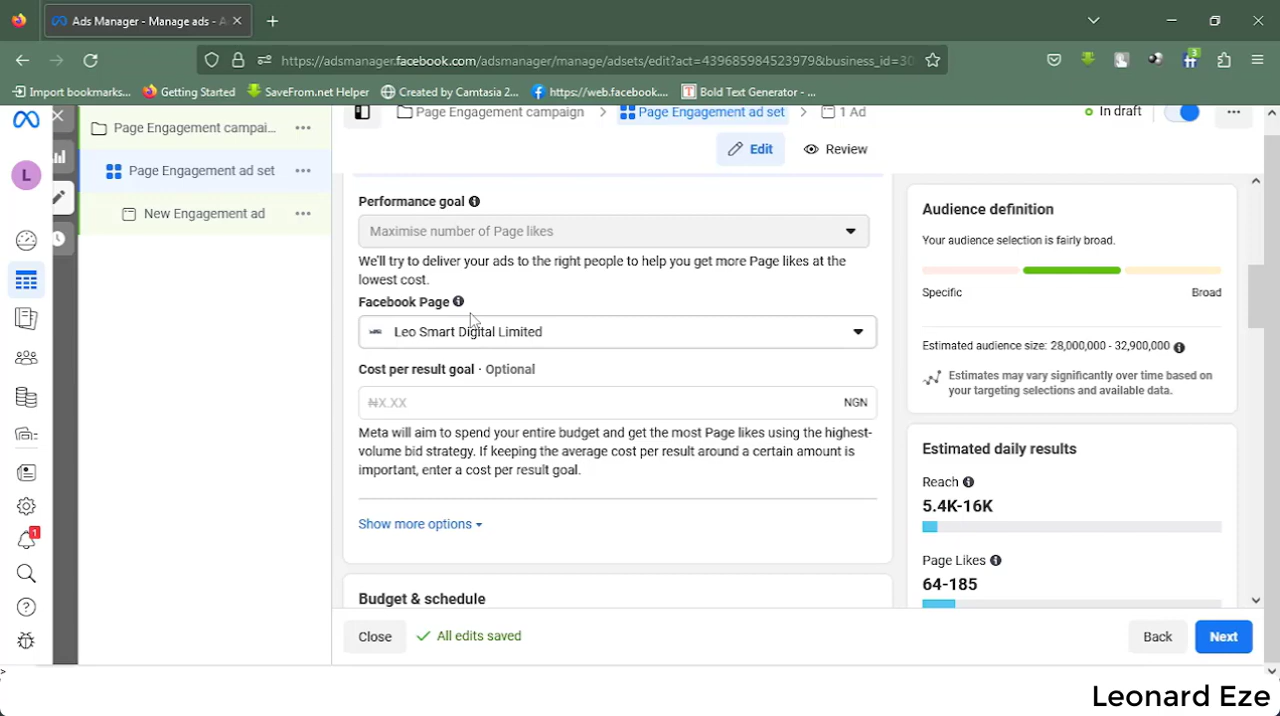 Ads Manager - Manage ads - A
https://adsmanager.facebook.com/adsmanager/manage/adsets/edit?act=439685984523979&business_id=30
Import bookmarks...
Getting Started
SaveFrom.net Helper
Created by Camtasia 2...
https://web.facebook....
Bold Text Generator - ...
3
L
1
Page Engagement campai...
Page Engagement ad set
New Engagement ad
Page Engagement campaign
Page Engagement ad set
1 Ad
In draft
Edit
Review
Performance goal
Maximise number of Page likes
We'll try to deliver your ads to the right people to help you get more Page likes at the
lowest cost.
Facebook Page
Leo Smart Digital Limited
Cost per result goal · Optional
₦X.XX
NGN
Meta will aim to spend your entire budget and get the most Page likes using the highest-
volume bid strategy. If keeping the average cost per result around a certain amount is
important, enter a cost per result goal.
Show more options
Budget & schedule
Audience definition
Your audience selection is fairly broad.
Specific
Broad
Estimated audience size: 28,000,000 - 32,900,000
Estimates may vary significantly over time based on
your targeting selections and available data.
Estimated daily results
Reach
5.4K-16K
Page Likes
64-185
Close
All edits saved
Back
Next
Leonard Eze